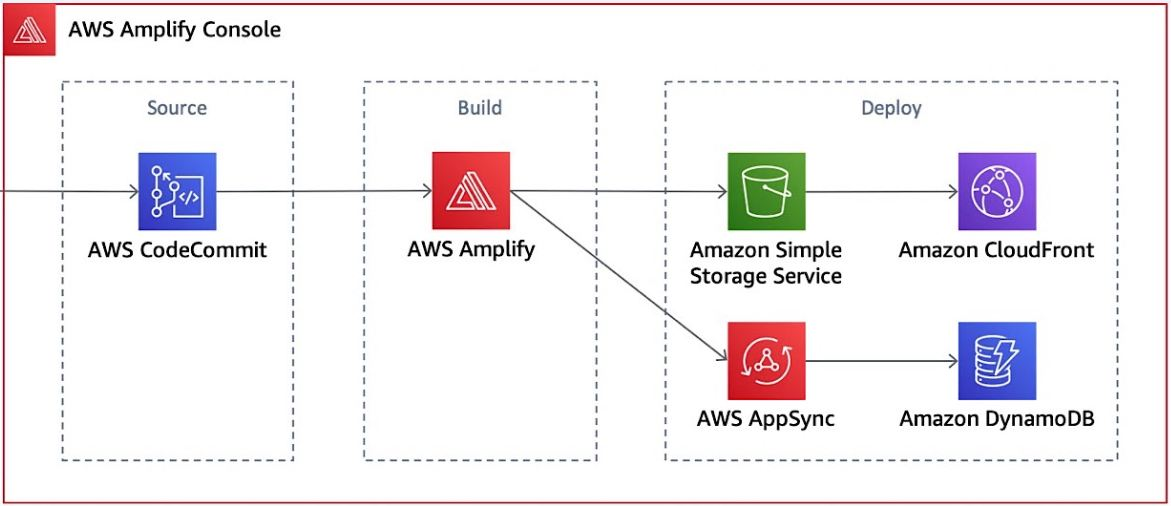 AWS Amplify Console
Source
Build
Deploy
</>
AWS CodeCommit
AWS Amplify
Amazon Simple
Storage Service
Amazon CloudFront
AWS AppSync
Amazon DynamoDB